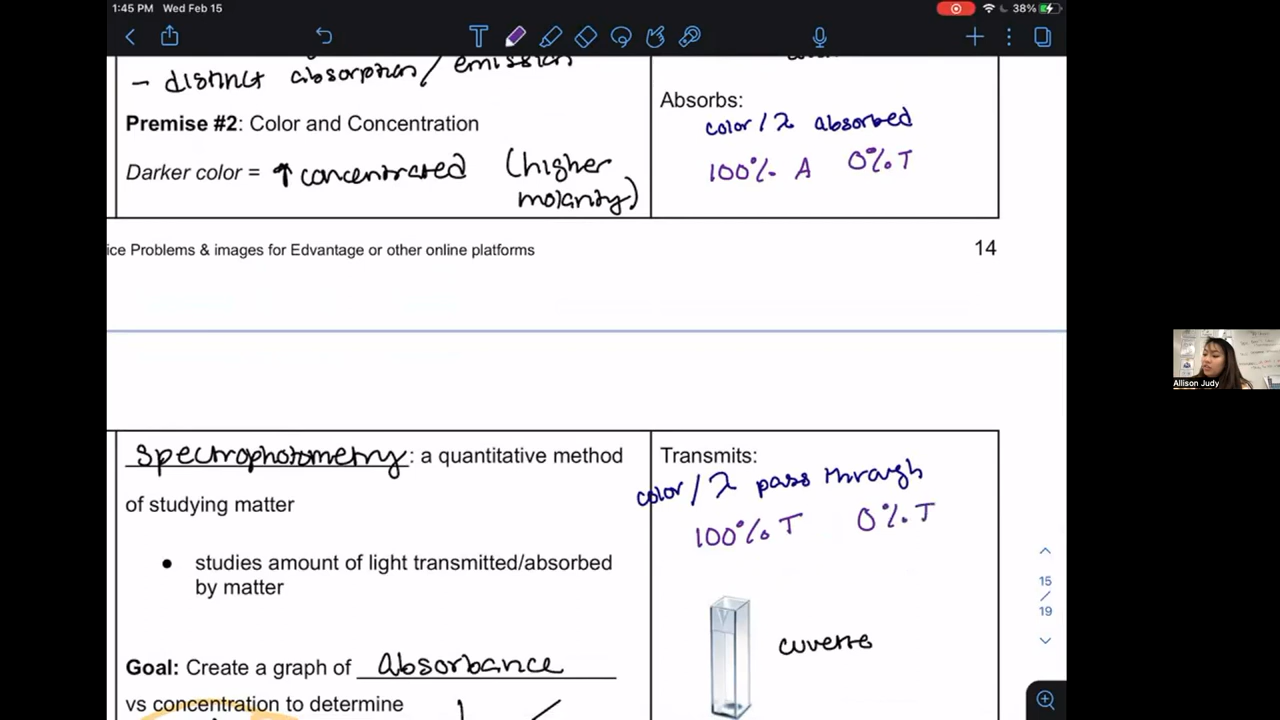 1:45 PM Wed Feb 15
38%
- distinct absorption/emission
Premise #2: Color and Concentration
Darker color = ↑ concentrated (higher
molarity)
Absorbs:
color/λ absorbed
100% A 0% T
ice Problems & images for Edvantage or other online platforms
14
spectrophotometry: a quantitative method
of studying matter
● studies amount of light transmitted/absorbed
by matter
Goal: Create a graph of absorbance
vs concentration to determine
Transmits:
color/λ pass through
100% T 0% T
cuvettes
15
/
19
Allison Judy